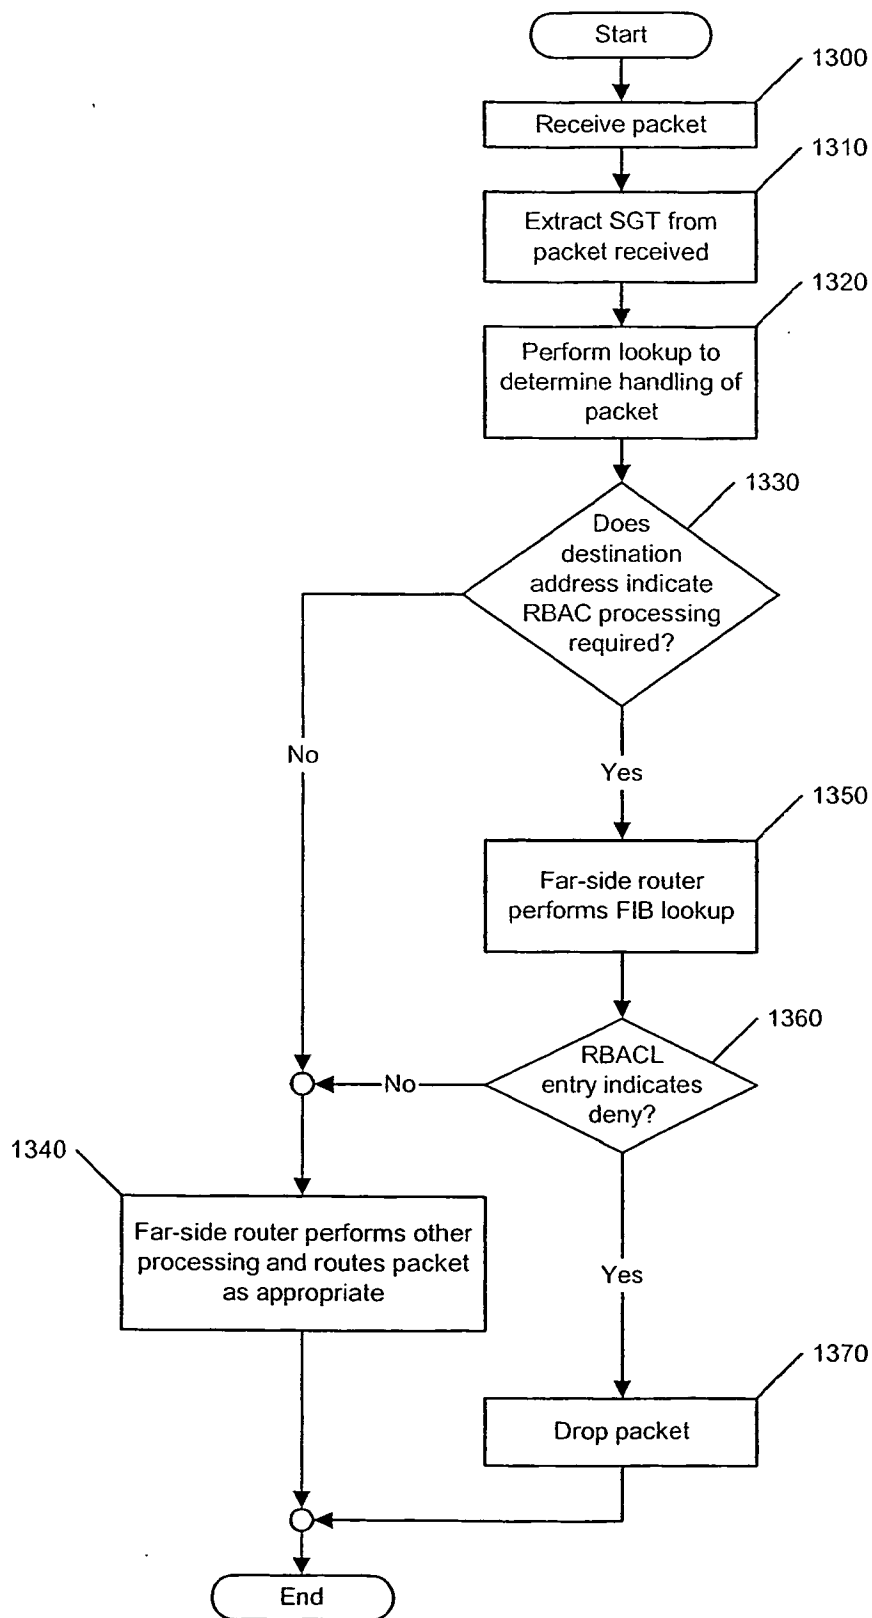 Start
1300
Receive packet
1310
Extract SGT from
packet received
1320
Perform lookup to
determine handling of
packet
1330
Does
destination
address indicate
RBAC processing
required?
No
Yes
1350
Far-side router
performs FIB lookup
1360
RBACL
entry indicates
deny?
No
1340
Far-side router performs other
processing and routes packet
as appropriate
Yes
1370
Drop packet
End